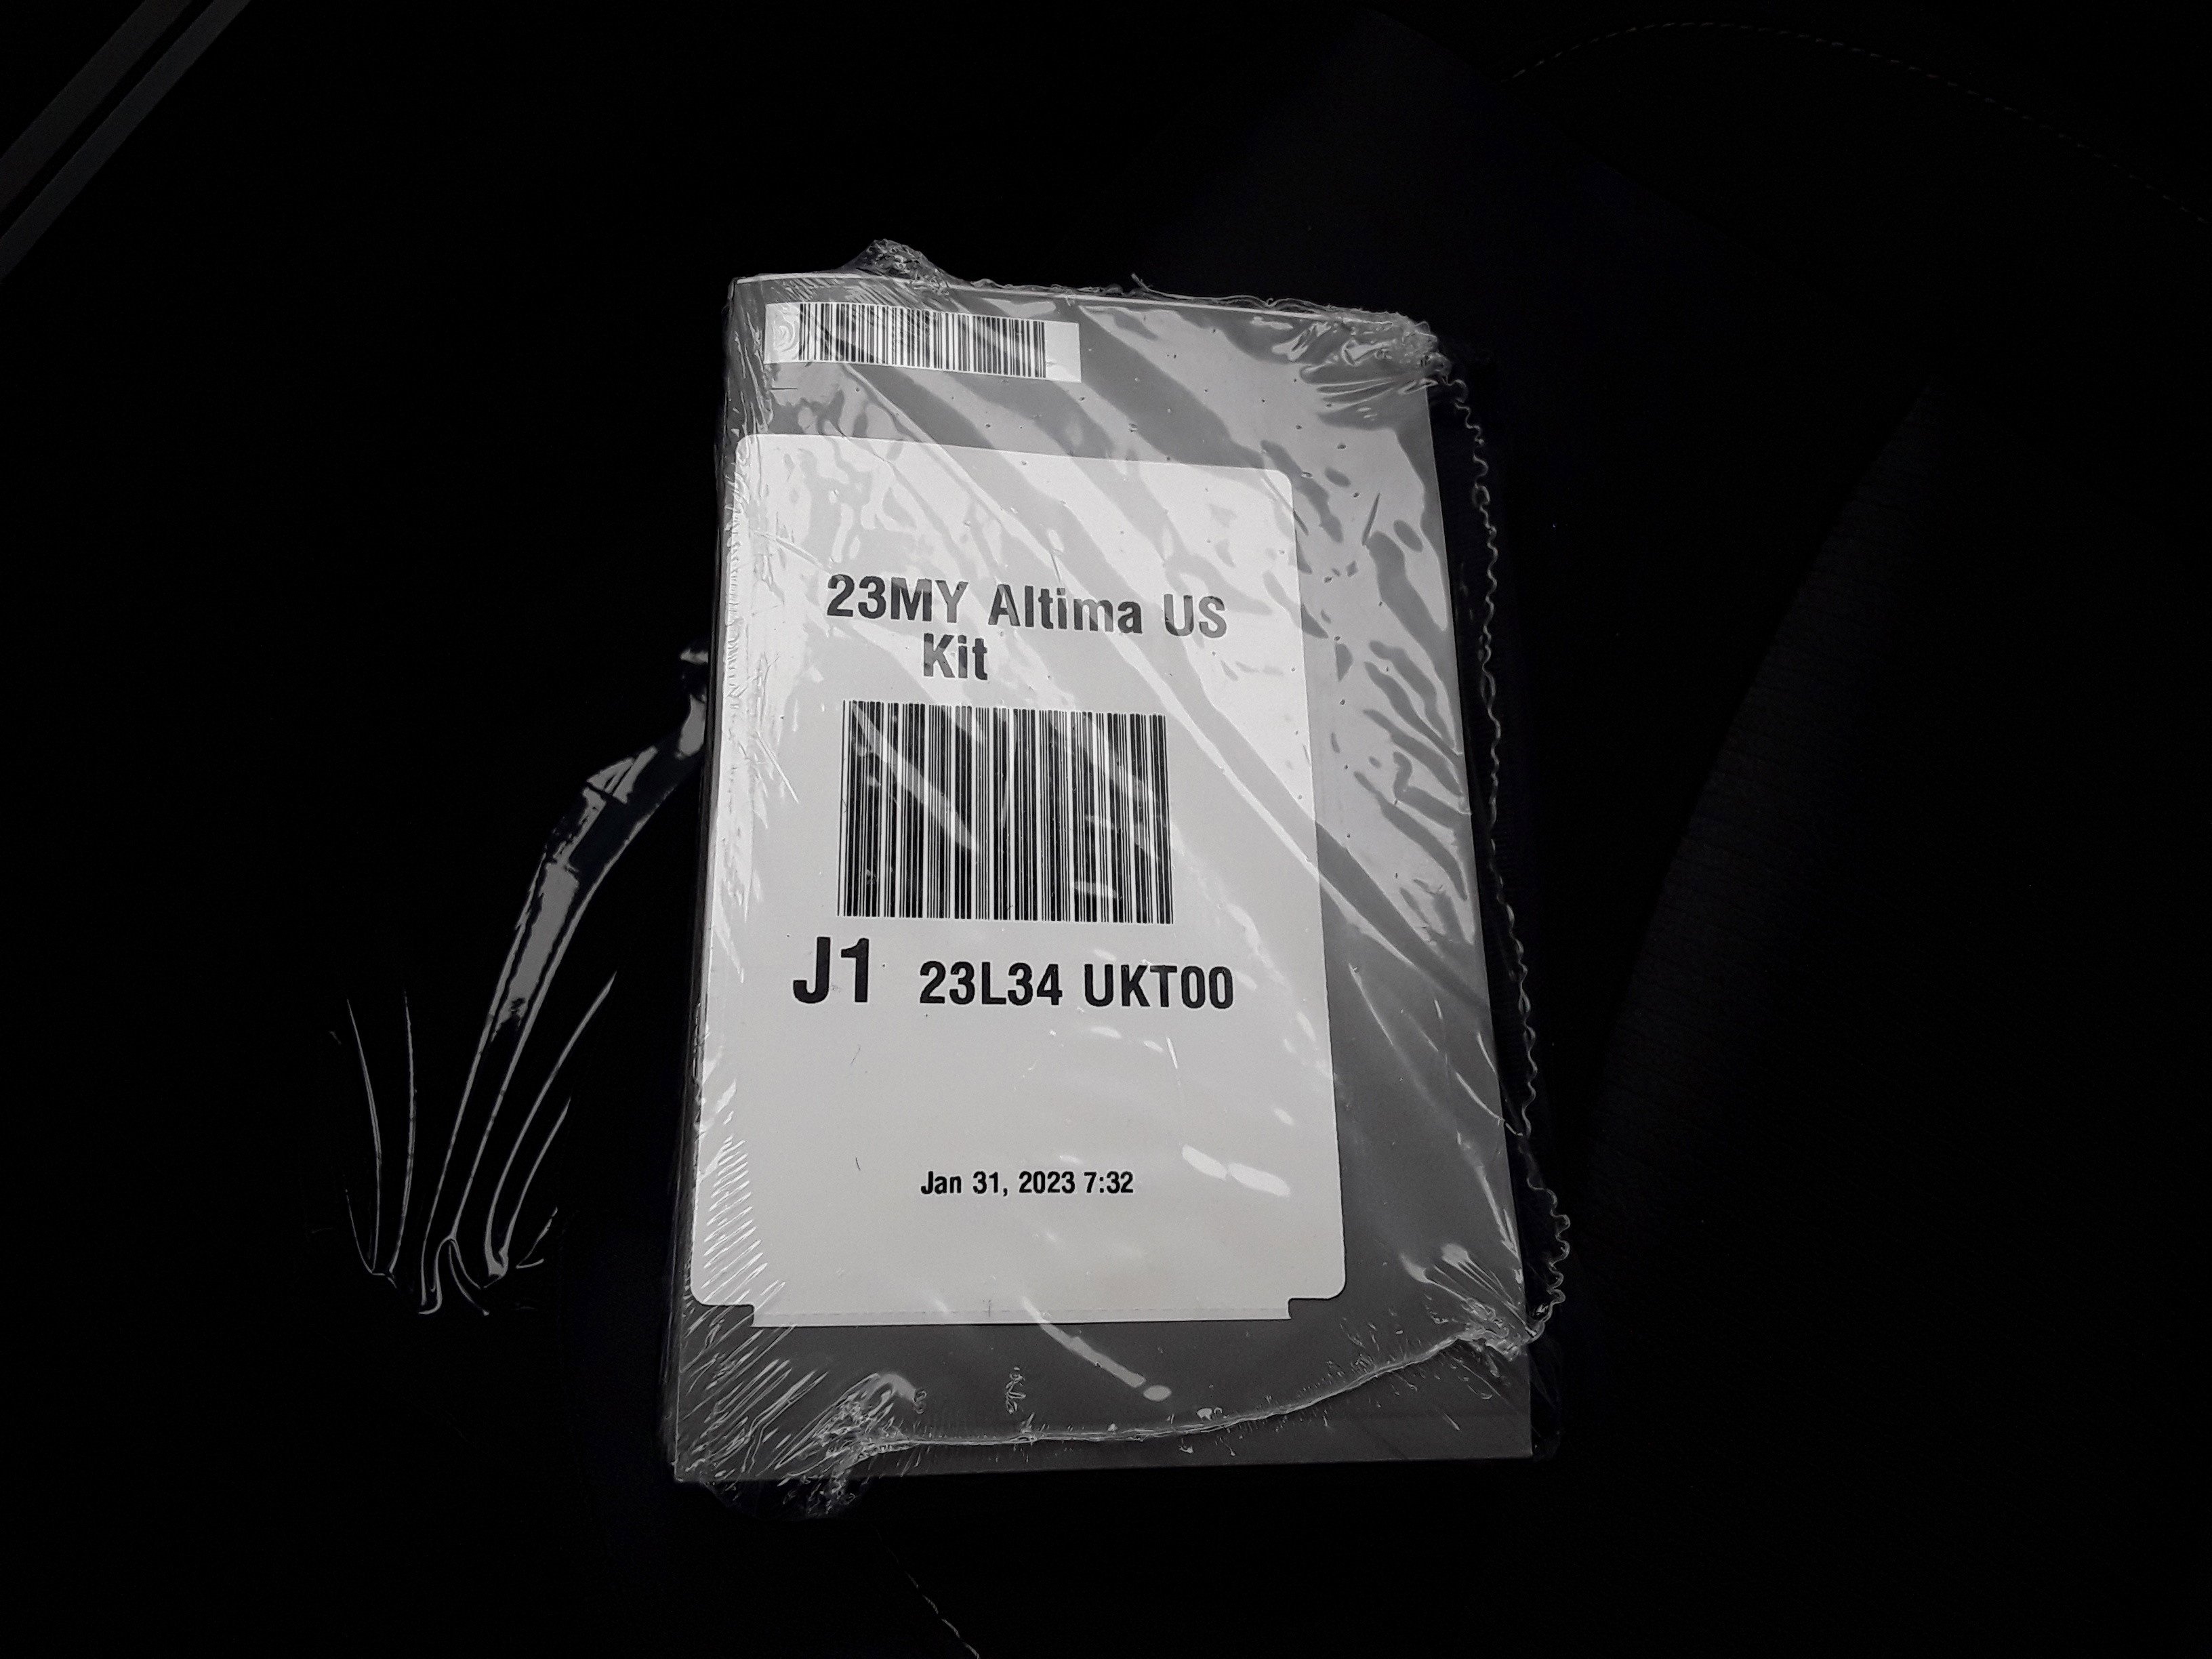 23MY Altima US
Kit
J1 23L34 UKT00
Jan 31, 2023 7:32